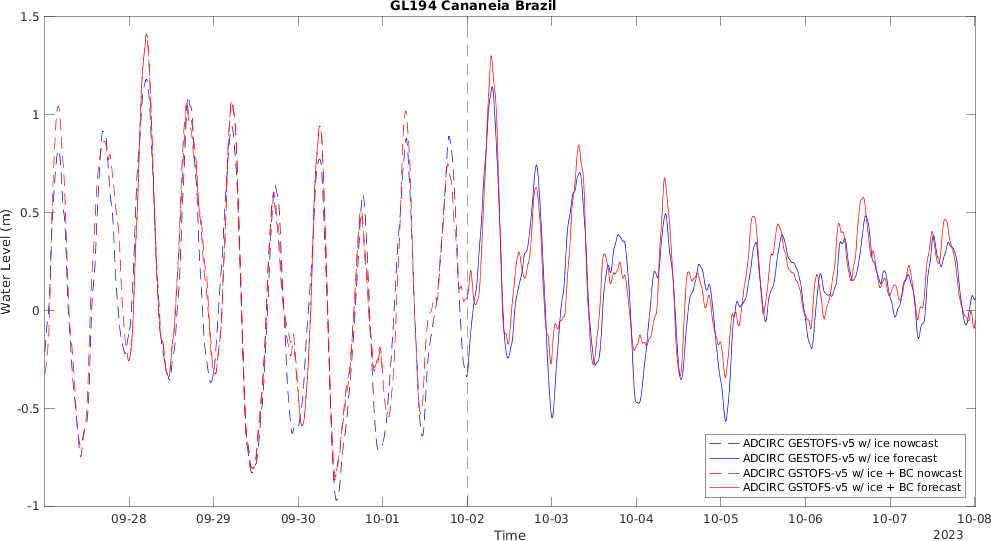 GL194 Cananeia Brazil
1.5
1
0.5
0
-0.5
-1
Water Level (m)
ADCIRC GESTOFS-v5 w/ ice nowcast
ADCIRC GESTOFS-v5 w/ ice forecast
ADCIRC GSTOFS-v5 w/ ice + BC nowcast
ADCIRC GSTOFS-v5 w/ ice + BC forecast
09-28 09-29 09-30 10-01 10-02 10-03 10-04 10-05 10-06 10-07 10-08
Time
2023